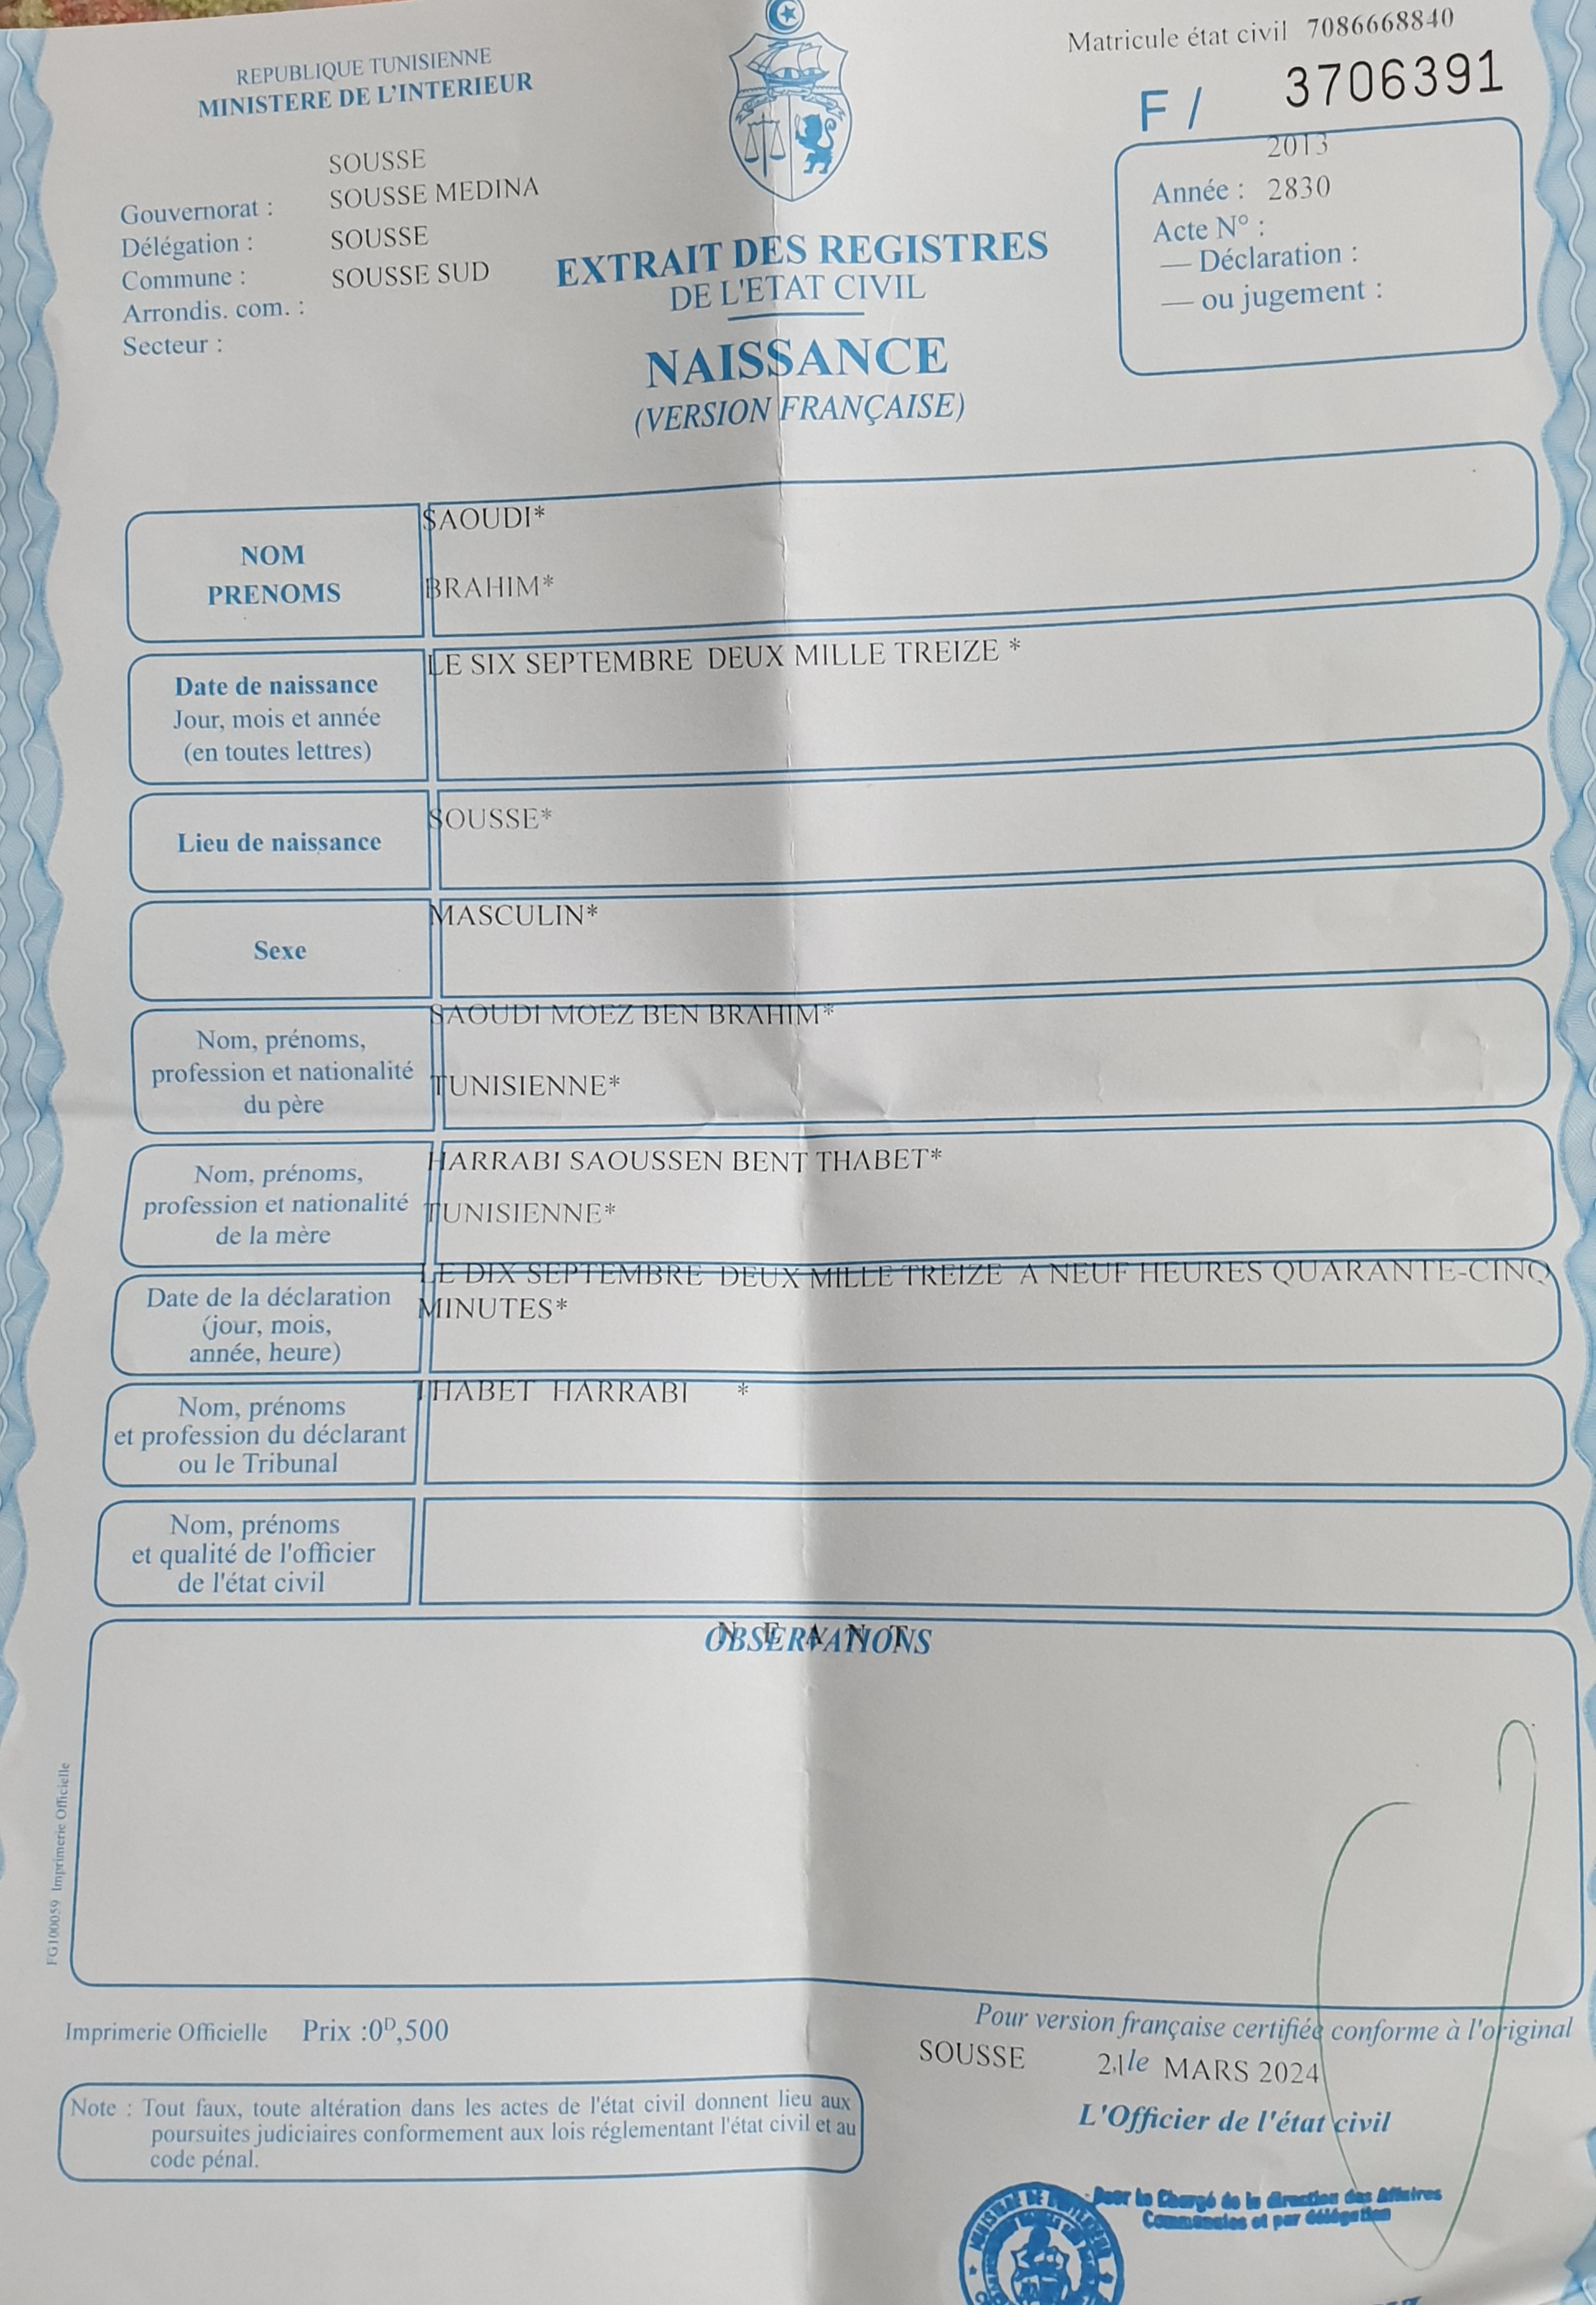 REPUBLIQUE TUNISIENNE
MINISTERE DE L'INTERIEUR
Matricule état civil 7086668840
F / 3706391
SOUSSE
Gouvernorat : SOUSSE MEDINA
Délégation : SOUSSE
Commune : SOUSSE SUD
Arrondis. com. :
Secteur :
2013
Année : 2830
Acte N° :
— Déclaration :
— ou jugement :
EXTRAIT DES REGISTRES
DE L'ETAT CIVIL
NAISSANCE
(VERSION FRANÇAISE)
NOM
PRENOMS
SAOUDI*
BRAHIM*
Date de naissance
Jour, mois et année
(en toutes lettres)
LE SIX SEPTEMBRE DEUX MILLE TREIZE *
Lieu de naissance
SOUSSE*
Sexe
MASCULIN*
Nom, prénoms,
profession et nationalité
du père
SAOUDI MOEZ BEN BRAHIM*
TUNISIENNE*
Nom, prénoms,
profession et nationalité
de la mère
HARRABI SAOUSSEN BENT THABET*
TUNISIENNE*
Date de la déclaration
(jour, mois,
année, heure)
LE DIX SEPTEMBRE DEUX MILLE TREIZE A NEUF HEURES QUARANTE-CINQ
MINUTES*
Nom, prénoms
et profession du déclarant
ou le Tribunal
THABET HARRABI *
Nom, prénoms
et qualité de l'officier
de l'état civil
OBSERVATIONS
N E A N T
FG100059 Imprimerie Officielle
Imprimerie Officielle Prix :0D,500
Pour version française certifiée conforme à l'original
SOUSSE 21 le MARS 2024
L'Officier de l'état civil
Note : Tout faux, toute altération dans les actes de l'état civil donnent lieu aux
poursuites judiciaires conformement aux lois réglementant l'état civil et au
code pénal.
Pour le Chargé de la direction des Affaires
Communales et par délégation
MINISTERE DE L'INTERIEUR